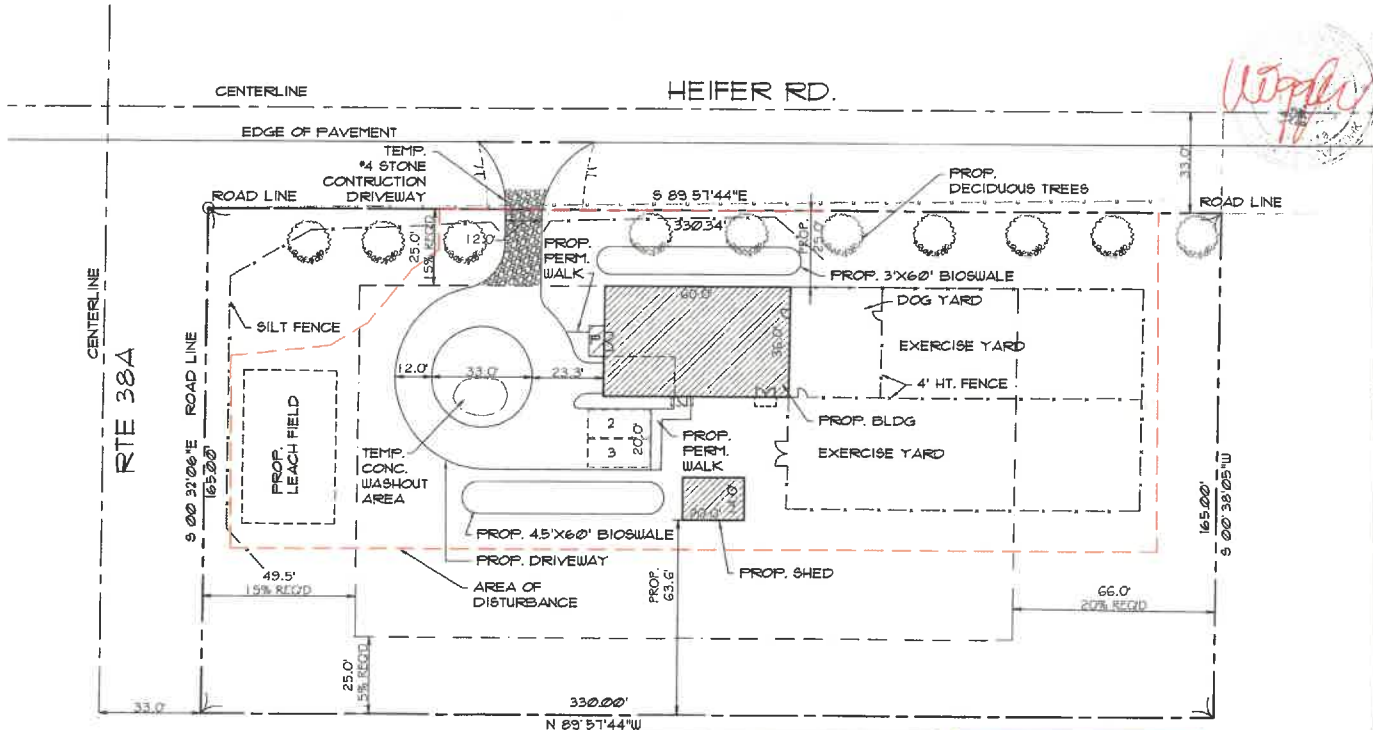 HEIFER RD.
CENTERLINE
EDGE OF PAVEMENT
TEMP.
#4 STONE
CONTRUCTION
DRIVEWAY
ROAD LINE
S 89 57'44"E
330.34'
PROP.
DECIDUOUS TREES
ROAD LINE
33.0'
25.0'
15% REQ'D
12.0'
PROP.
PERM.
WALK
PROP.
25.0'
PROP. 3'X60' BIOSWALE
DOG YARD
60.0'
36.0'
EXERCISE YARD
4' HT. FENCE
SILT FENCE
CENTERLINE
RTE 38A
ROAD LINE
S 00 32'06"E
165.00'
PROP.
LEACH FIELD
12.0'
33.0'
23.3'
2
3
20.0'
PROP. BLDG
PROP.
PERM.
WALK
EXERCISE YARD
TEMP.
CONC.
WASHOUT
AREA
PROP. 4.5'X60' BIOSWALE
PROP. DRIVEWAY
PROP. SHED
AREA OF
DISTURBANCE
PROP.
63.6'
49.5'
15% REQ'D
66.0'
20% REQ'D
165.00'
S 00°38'05"W
25.0'
15% REQ'D
33.0'
330.00'
N 89°57'44"W